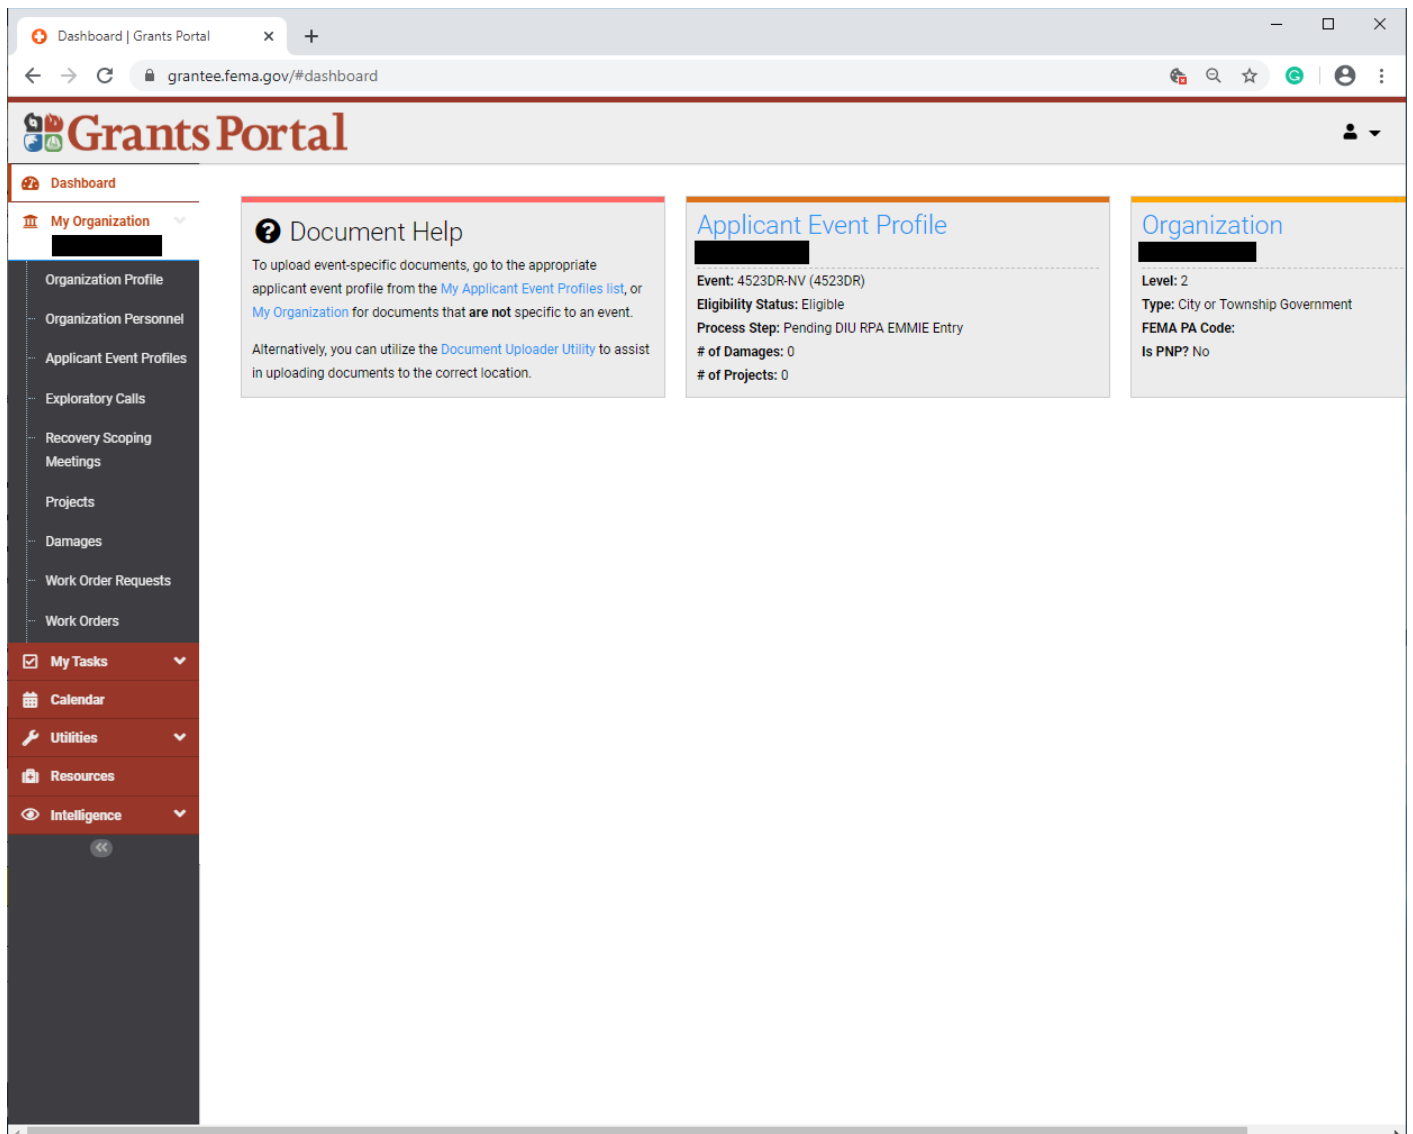 Dashboard | Grants Portal
grantee.fema.gov/#dashboard
Grants Portal
Dashboard
My Organization
Organization Profile
Organization Personnel
Applicant Event Profiles
Exploratory Calls
Recovery Scoping
Meetings
Projects
Damages
Work Order Requests
Work Orders
My Tasks
Calendar
Utilities
Resources
Intelligence
Document Help
To upload event-specific documents, go to the appropriate
applicant event profile from the My Applicant Event Profiles list, or
My Organization for documents that are not specific to an event.
Alternatively, you can utilize the Document Uploader Utility to assist
in uploading documents to the correct location.
Applicant Event Profile
Event: 4523DR-NV (4523DR)
Eligibility Status: Eligible
Process Step: Pending DIU RPA EMMIE Entry
# of Damages: 0
# of Projects: 0
Organization
Level: 2
Type: City or Township Government
FEMA PA Code:
Is PNP? No